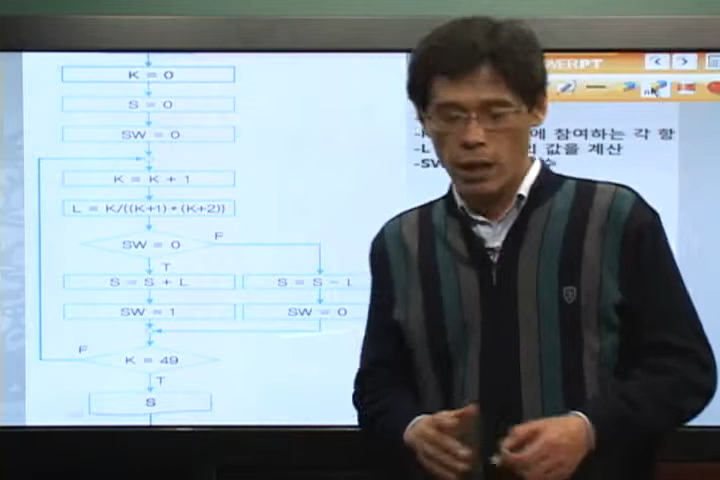 WERPT
K = 0
S = 0
SW = 0
K = K + 1
L = K/((K+1)*(K+2))
SW = 0
F
T
S = S + L
S = S - L
SW = 1
SW = 0
F
K = 49
T
S
에 참여하는 각 항
-L
값을 계산
-SW